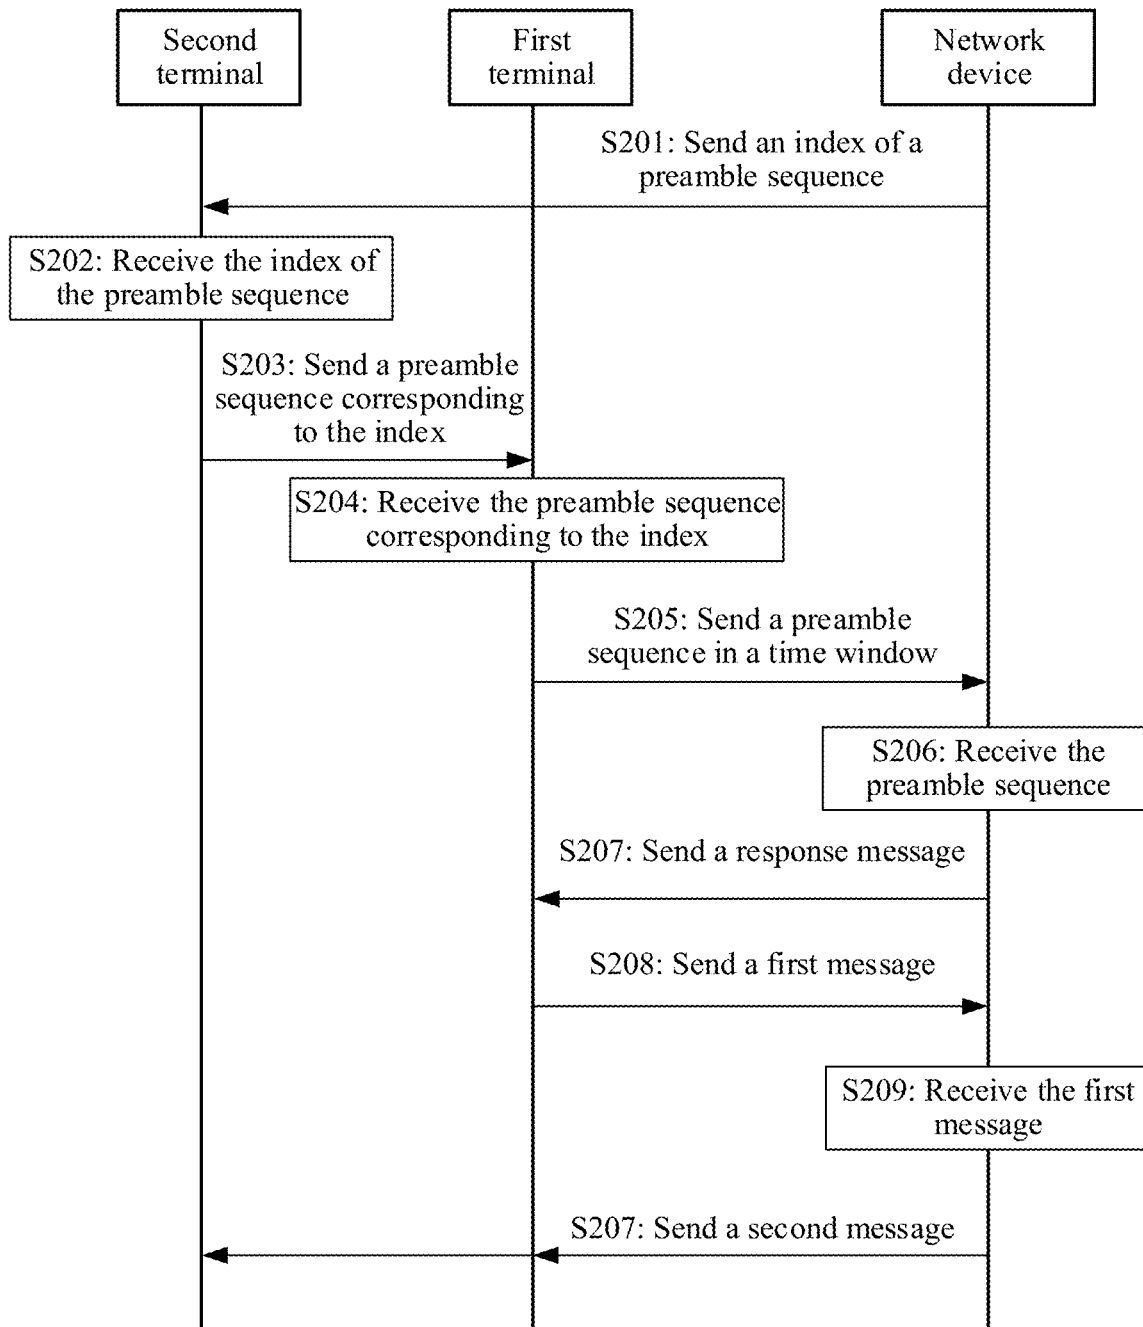 Second
terminal
First
terminal
Network
device
S201: Send an index of a
preamble sequence
S202: Receive the index of
the preamble sequence
S203: Send a preamble
sequence corresponding
to the index
S204: Receive the preamble sequence
corresponding to the index
S205: Send a preamble
sequence in a time window
S206: Receive the
preamble sequence
S207: Send a response message
S208: Send a first message
S209: Receive the first
message
S207: Send a second message